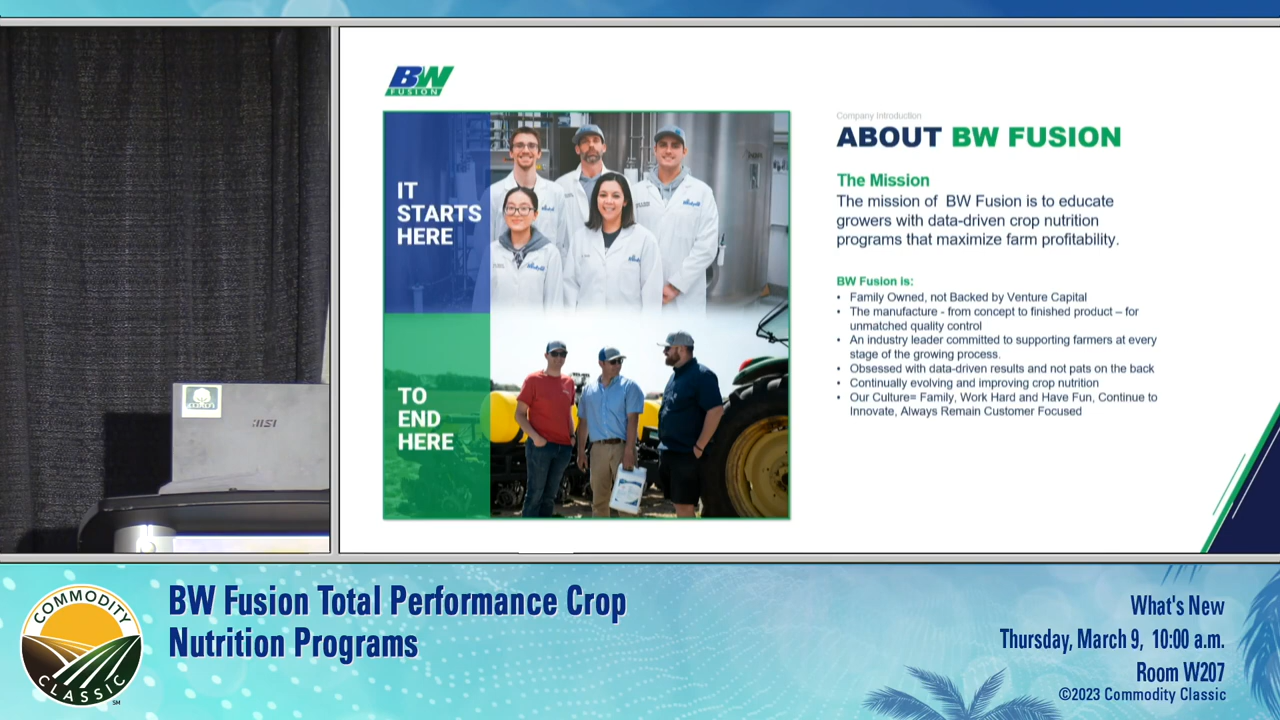 BW
FUSION
IT
STARTS
HERE
TO
END
HERE
Company Introduction
ABOUT BW FUSION
The Mission
The mission of BW Fusion is to educate
growers with data-driven crop nutrition
programs that maximize farm profitability.
BW Fusion is:
• Family Owned, not Backed by Venture Capital
• The manufacture - from concept to finished product – for
unmatched quality control
• An industry leader committed to supporting farmers at every
stage of the growing process.
• Obsessed with data-driven results and not pats on the back
• Continually evolving and improving crop nutrition
• Our Culture= Family, Work Hard and Have Fun, Continue to
Innovate, Always Remain Customer Focused
msi
COMMODITY
CLASSIC
SM
BW Fusion Total Performance Crop
Nutrition Programs
What's New
Thursday, March 9, 10:00 a.m.
Room W207
©2023 Commodity Classic